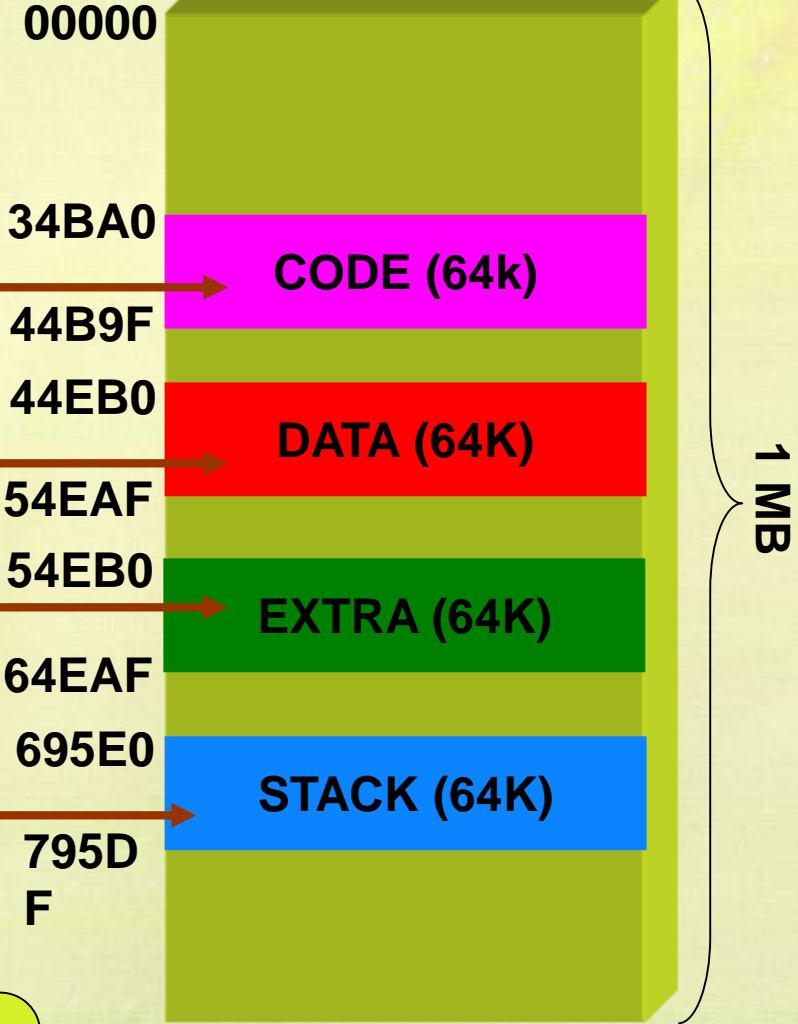 00000
34BA0
CODE (64k)
44B9F
44EB0
DATA (64K)
54EAF
54EB0
EXTRA (64K)
64EAF
695E0
STACK (64K)
795D
F
1 MB